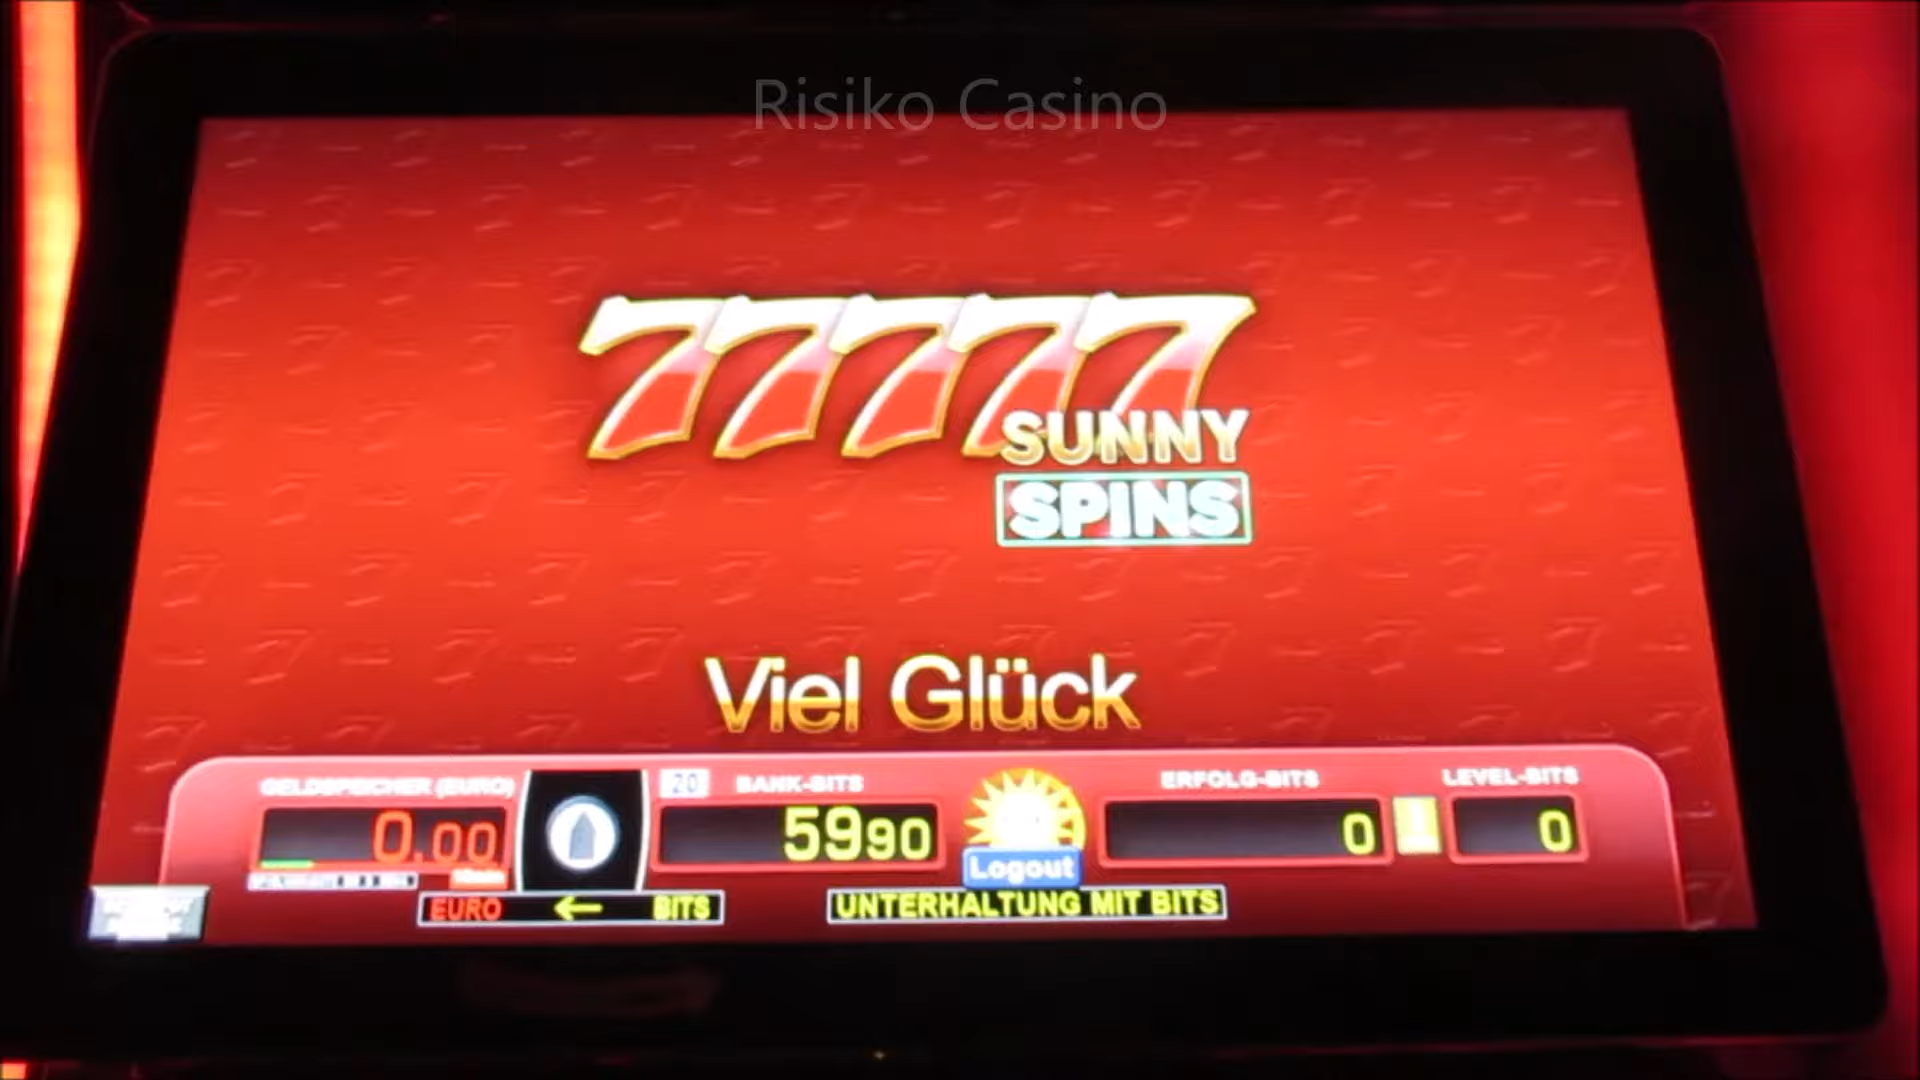 Risiko Casino
77777
SUNNY
SPINS
Viel Glück
GELDSPEICHER (EURO)
20
BANK-BITS
ERFOLG-BITS
LEVEL-BITS
0.00
5990
0
0
Logout
EURO ← BITS
UNTERHALTUNG MIT BITS